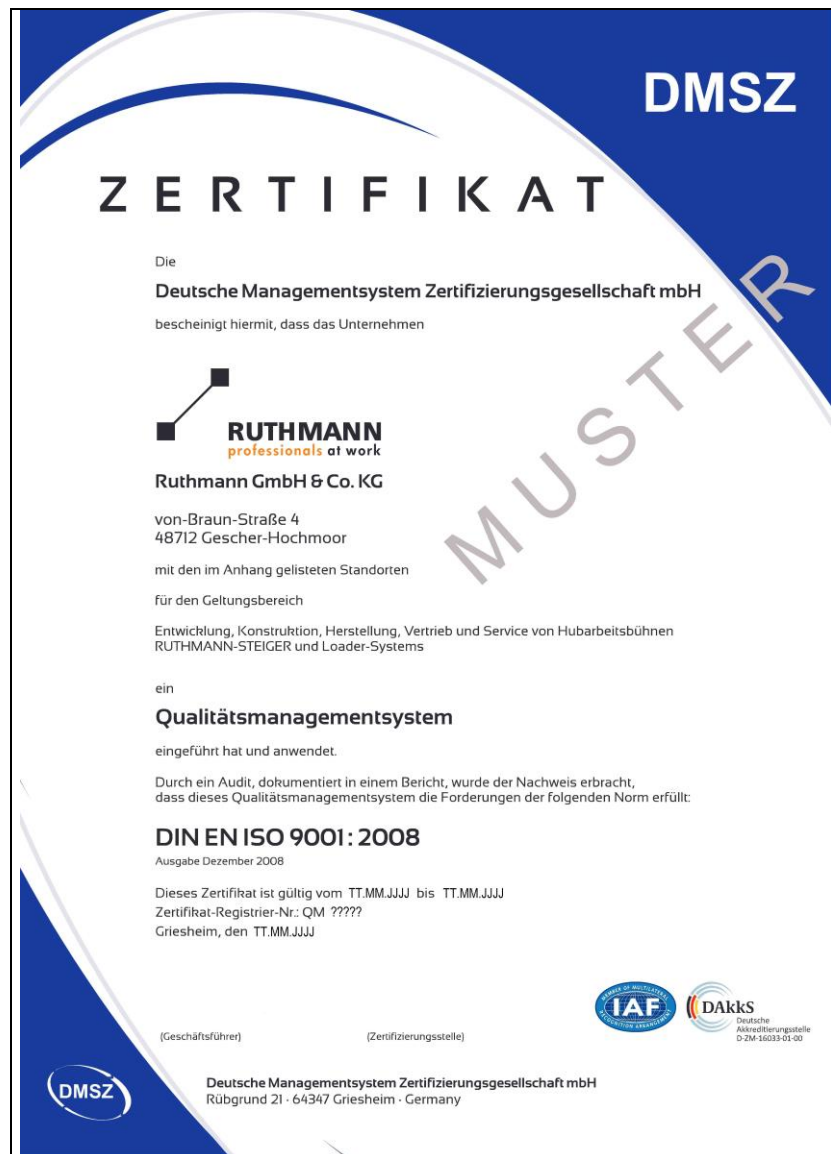 DMSZ
ZERTIFIKAT
Die
Deutsche Managementsystem Zertifizierungsgesellschaft mbH
bescheinigt hiermit, dass das Unternehmen
MUSTER
RUTHMANN
professionals at work
Ruthmann GmbH & Co. KG
von-Braun-Straße 4
48712 Gescher-Hochmoor
mit den im Anhang gelisteten Standorten
für den Geltungsbereich
Entwicklung, Konstruktion, Herstellung, Vertrieb und Service von Hubarbeitsbühnen
RUTHMANN-STEIGER und Loader-Systems
ein
Qualitätsmanagementsystem
eingeführt hat und anwendet.
Durch ein Audit, dokumentiert in einem Bericht, wurde der Nachweis erbracht,
dass dieses Qualitätsmanagementsystem die Forderungen der folgenden Norm erfüllt:
DIN EN ISO 9001 : 2008
Ausgabe Dezember 2008
Dieses Zertifikat ist gültig vom TT.MM.JJJJ bis TT.MM.JJJJ
Zertifikat-Registrier-Nr.: QM ?????
Griesheim, den TT.MM.JJJJ
MEMBER OF MULTILATERAL
IAF
RECOGNITION ARRANGEMENT
DAkkS
Deutsche
Akkreditierungsstelle
D-ZM-16033-01-00
(Geschäftsführer) (Zertifizierungsstelle)
DMSZ
Deutsche Managementsystem Zertifizierungsgesellschaft mbH
Rübgrund 21 · 64347 Griesheim · Germany